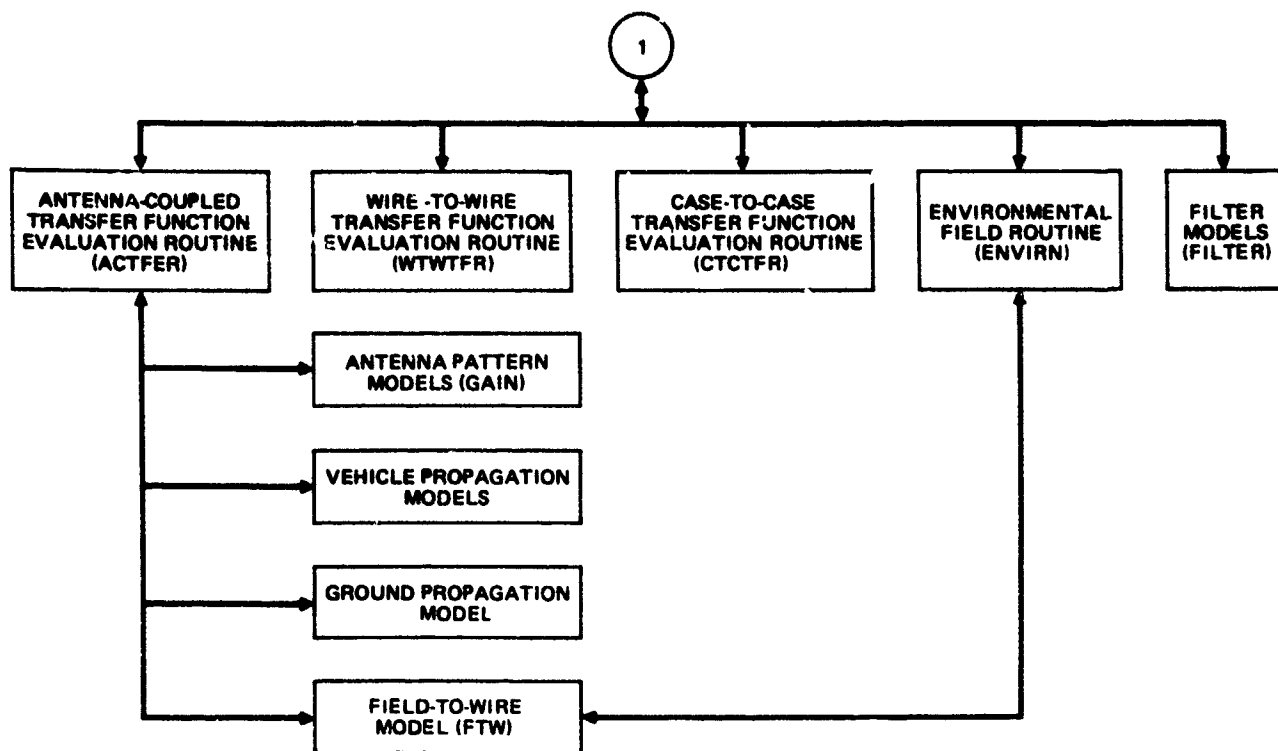 1
ANTENNA-COUPLED
TRANSFER FUNCTION
EVALUATION ROUTINE
(ACTFER)
WIRE-TO-WIRE
TRANSFER FUNCTION
EVALUATION ROUTINE
(WTWTFR)
CASE-TO-CASE
TRANSFER FUNCTION
EVALUATION ROUTINE
(CTCTFR)
ENVIRONMENTAL
FIELD ROUTINE
(ENVIRN)
FILTER
MODELS
(FILTER)
ANTENNA PATTERN
MODELS (GAIN)
VEHICLE PROPAGATION
MODELS
GROUND PROPAGATION
MODEL
FIELD-TO-WIRE
MODEL (FTW)